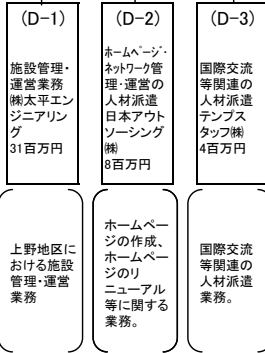 (D-1)
施設管理・
運営業務
㈱太平エン
ジニアリン
グ
31百万円
上野地区に
おける施設
管理・運営
業務
(D-2)
ホームページ・
ネットワーク管
理・運営の
人材派遣
日本アウト
ソーシング
㈱
8百万円
ホームペー
ジの作成、
ホームペー
ジのリ
ニューアル
等に関する
業務。
(D-3)
国際交流
等関連の
人材派遣
テンプス
タッフ㈱
4百万円
国際交流
等関連の
人材派遣
業務。